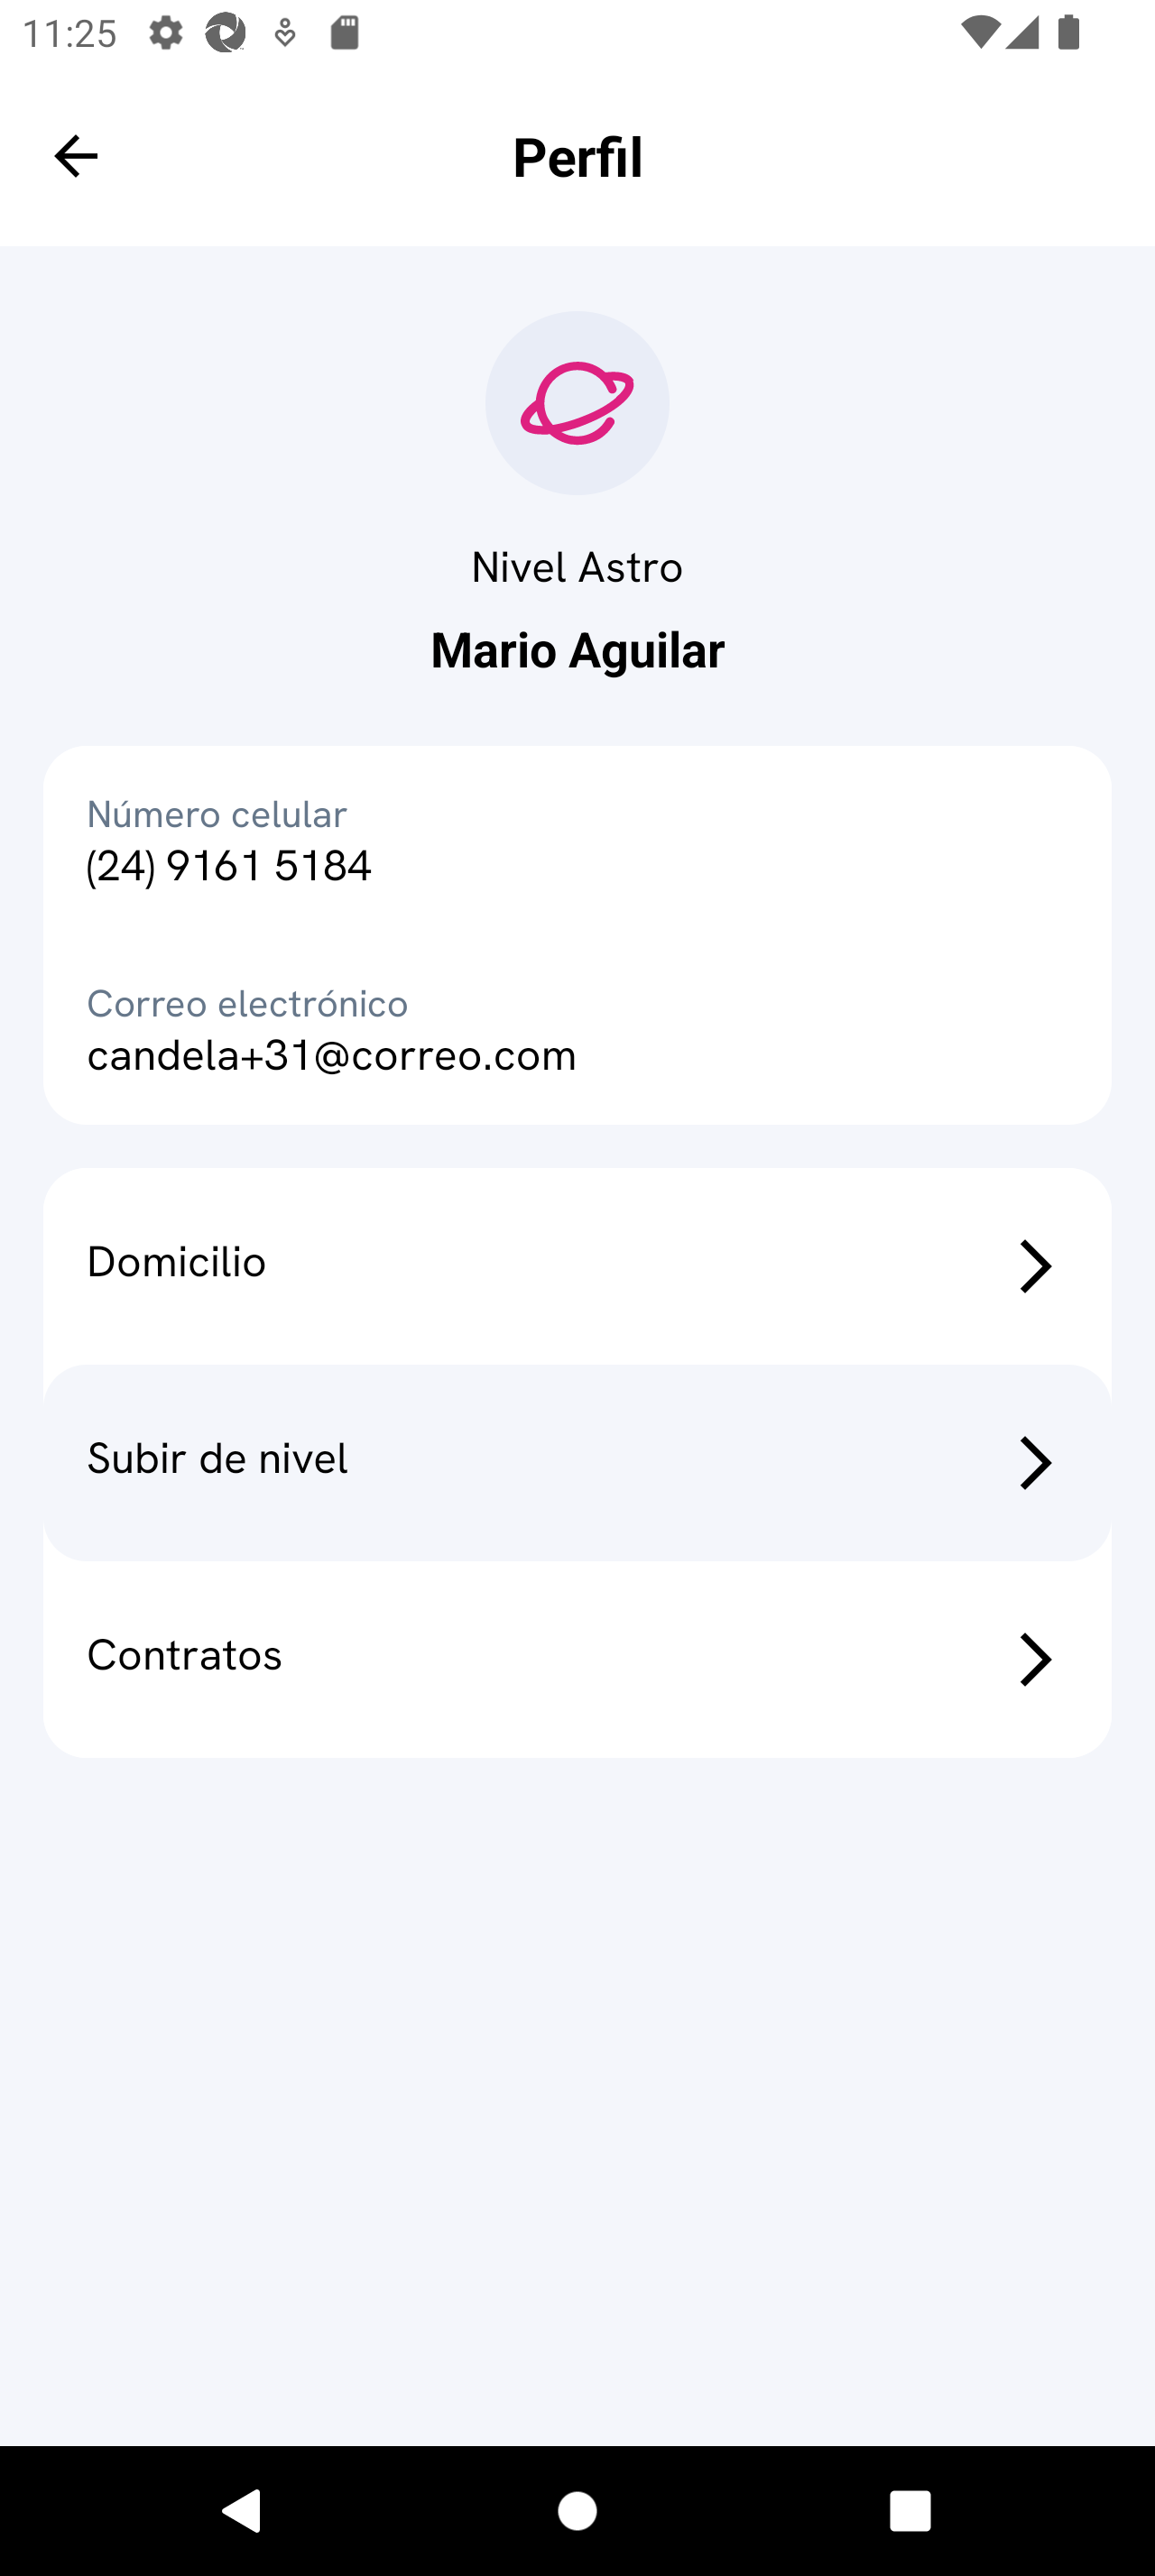 11:25
Perfil
Nivel Astro
Mario Aguilar
Número celular
(24) 9161 5184
Correo electrónico
candela+31@correo.com
Domicilio
Subir de nivel
Contratos